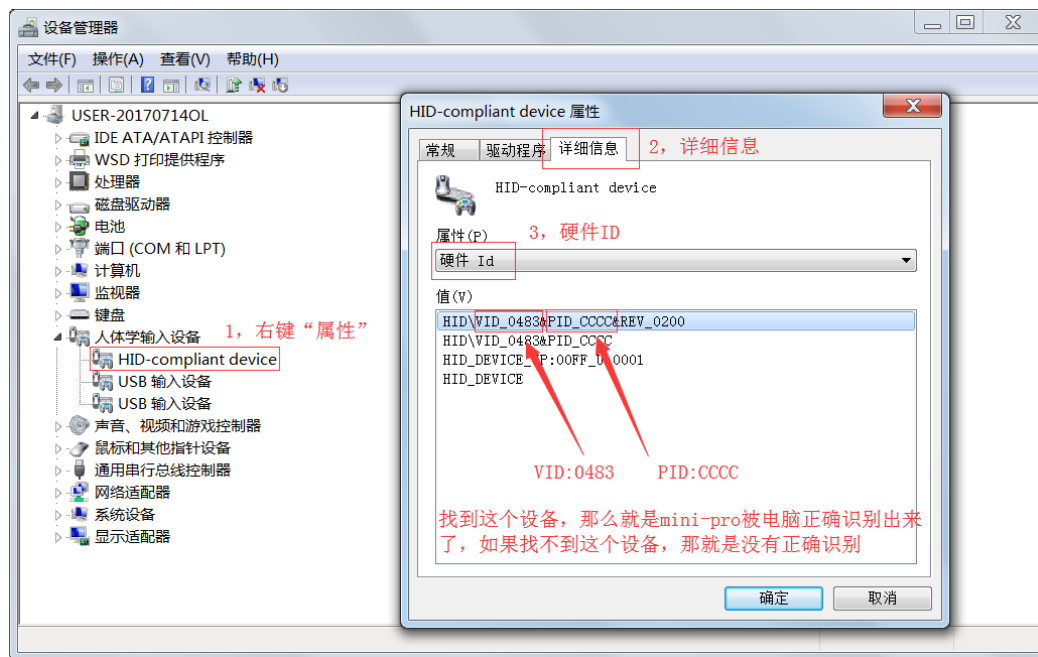 设备管理器
文件(F) 操作(A) 查看(V) 帮助(H)
USER-20170714OL
IDE ATA/ATAPI 控制器
WSD 打印提供程序
处理器
磁盘驱动器
电池
端口 (COM 和 LPT)
计算机
监视器
键盘
人体学输入设备
1, 右键“属性”
HID-compliant device
USB 输入设备
USB 输入设备
声音、视频和游戏控制器
鼠标和其他指针设备
通用串行总线控制器
网络适配器
系统设备
显示适配器
HID-compliant device 属性
常规 驱动程序 详细信息
2, 详细信息
HID-compliant device
属性(P)
3, 硬件ID
硬件 Id
值(V)
HID\VID_0483&PID_CCCC&REV_0200
HID\VID_0483&PID_CCCC
HID_DEVICE_ P:00FF_U 0001
HID_DEVICE
VID:0483 PID:CCCC
找到这个设备，那么就是mini-pro被电脑正确识别出来
了，如果找不到这个设备，那就是没有正确识别
确定 取消